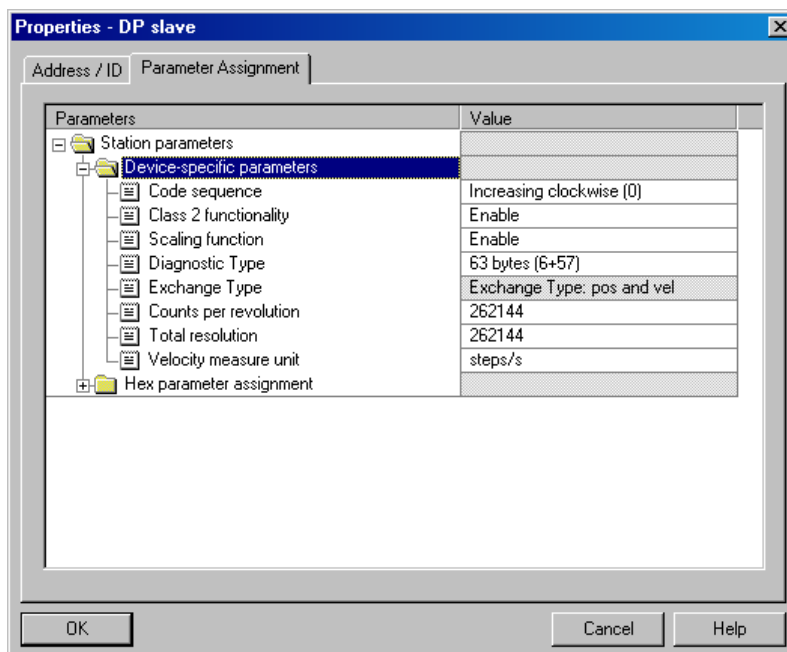 Properties - DP slave
Address / ID Parameter Assignment
Parameters Value
Station parameters
Device-specific parameters
Code sequence Increasing clockwise (0)
Class 2 functionality Enable
Scaling function Enable
Diagnostic Type 63 bytes (6+57)
Exchange Type Exchange Type: pos and vel
Counts per revolution 262144
Total resolution 262144
Velocity measure unit steps/s
Hex parameter assignment
OK Cancel Help